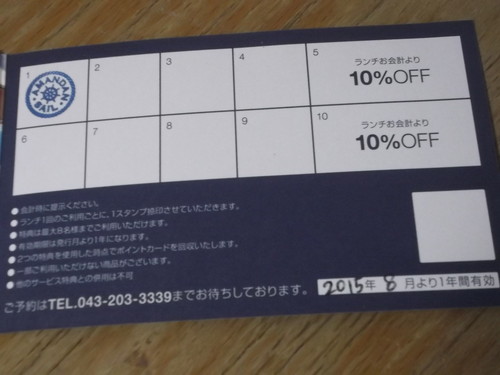 1 2 3 4 5 ランチお会計より
10%OFF
AMANDAN SAIL
6 7 8 9 10 ランチお会計より
10%OFF
●会計時に提示ください。
●ランチ1回のご利用ごとに、1スタンプ捺印させていただきます。
●特典は最大8名様までご利用いただけます。
●有効期限は発行月より1年になります。
●2つの特典を使用した時点でポイントカードを回収いたします。
●一部ご利用いただけない商品がございます。
●他のサービス特典との併用は不可
ご予約はTEL.043-203-3339までお待ちしております。
2015年 8 月より1年間有効